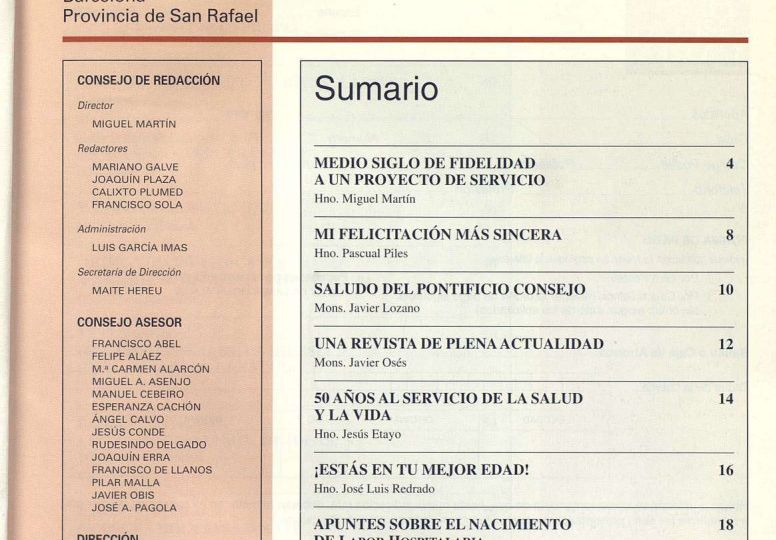 Barcelona
Provincia de San Rafael
CONSEJO DE REDACCIÓN
Director
MIGUEL MARTÍN
Redactores
MARIANO GALVE
JOAQUÍN PLAZA
CALIXTO PLUMED
FRANCISCO SOLA
Administración
LUIS GARCÍA IMAS
Secretaría de Dirección
MAITE HEREU
CONSEJO ASESOR
FRANCISCO ABEL
FELIPE ALÁEZ
M.ª CARMEN ALARCÓN
MIGUEL A. ASENJO
MANUEL CEBEIRO
ESPERANZA CACHÓN
ÁNGEL CALVO
JESÚS CONDE
RUDESINDO DELGADO
JOAQUÍN ERRA
FRANCISCO DE LLANOS
PILAR MALLA
JAVIER OBIS
JOSÉ A. PAGOLA
DIRECCIÓN
Sumario
MEDIO SIGLO DE FIDELIDAD 4
A UN PROYECTO DE SERVICIO
Hno. Miguel Martín
MI FELICITACIÓN MÁS SINCERA 8
Hno. Pascual Piles
SALUDO DEL PONTIFICIO CONSEJO 10
Mons. Javier Lozano
UNA REVISTA DE PLENA ACTUALIDAD 12
Mons. Javier Osés
50 AÑOS AL SERVICIO DE LA SALUD 14
Y LA VIDA
Hno. Jesús Etayo
¡ESTÁS EN TU MEJOR EDAD! 16
Hno. José Luis Redrado
APUNTES SOBRE EL NACIMIENTO 18
DE LABOR HOSPITALARIA